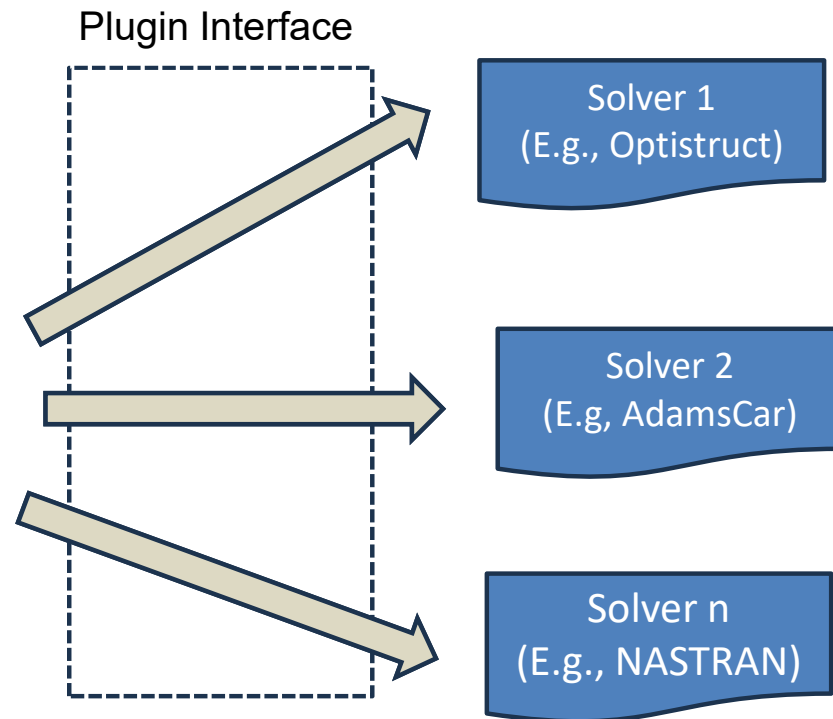 Plugin Interface
Solver 1
(E.g., Optistruct)
Solver 2
(E.g, AdamsCar)
Solver n
(E.g., NASTRAN)